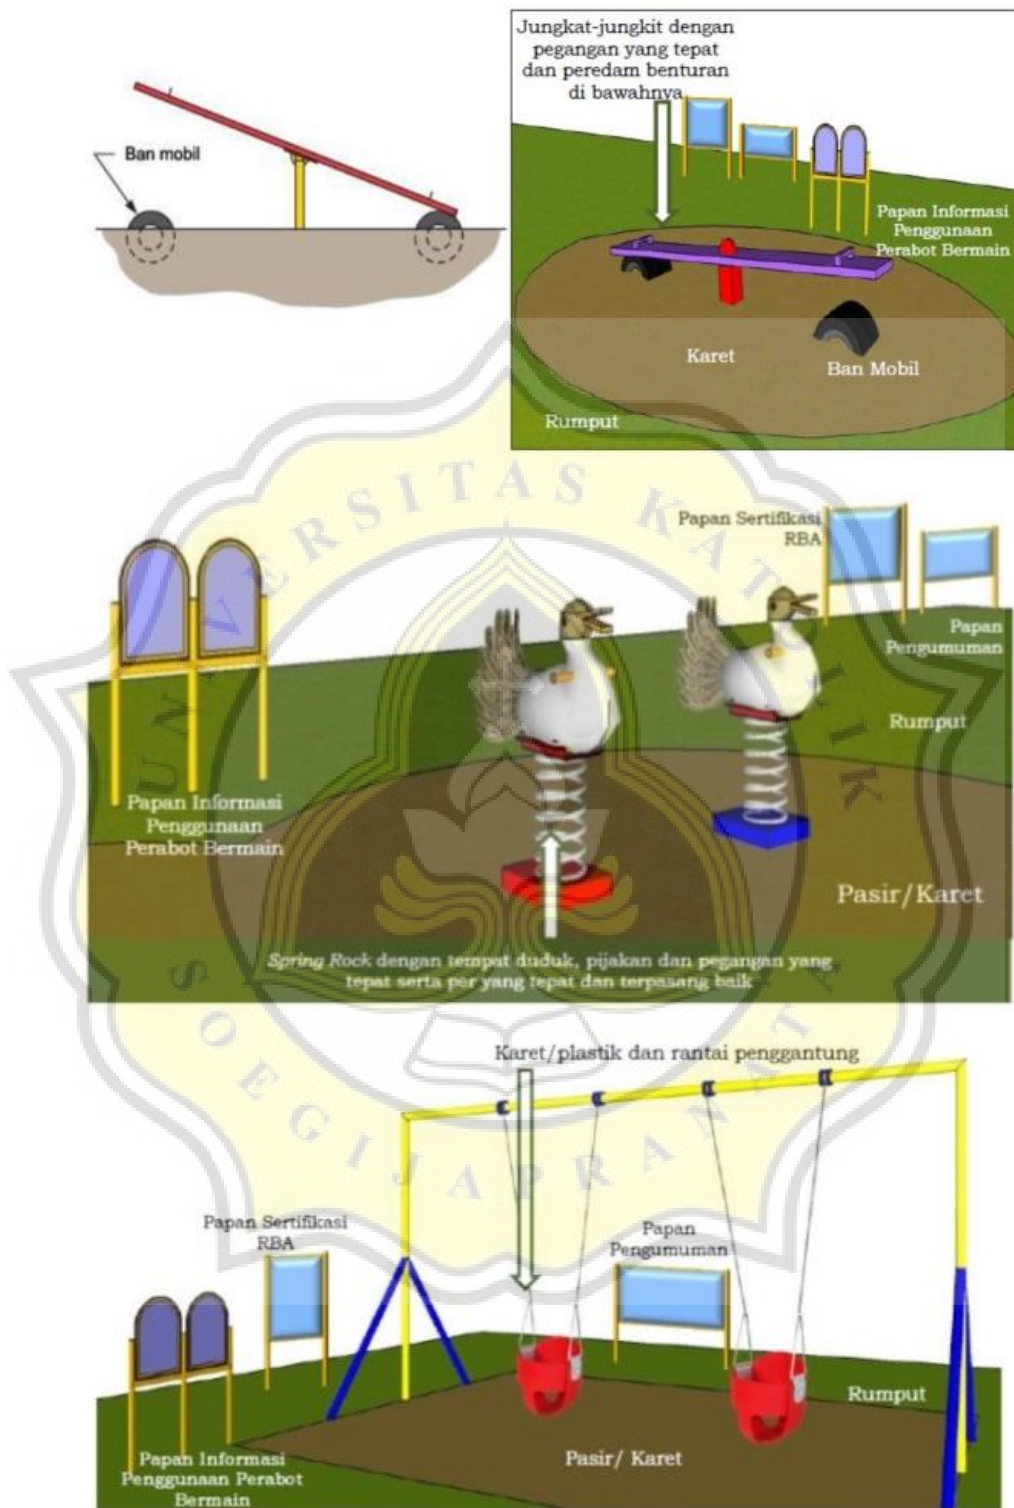 Ban mobil
Jungkat-jungkit dengan
pegangan yang tepat
dan peredam benturan
di bawahnya
Papan Informasi
Penggunaan
Perabot Bermain
Karet
Ban Mobil
Rumput
UNIVERSITAS KATOLIK
SOEGIJAPRANATA
Papan Sertifikasi
RBA
Papan
Pengumuman
Rumput
Papan Informasi
Penggunaan
Perabot Bermain
Pasir/Karet
Spring Rock dengan tempat duduk, pijakan dan pegangan yang
tepat serta per yang tepat dan terpasang baik
Karet/plastik dan rantai penggantung
Papan Sertifikasi
RBA
Papan
Pengumuman
Rumput
Pasir/ Karet
Papan Informasi
Penggunaan Perabot
Bermain